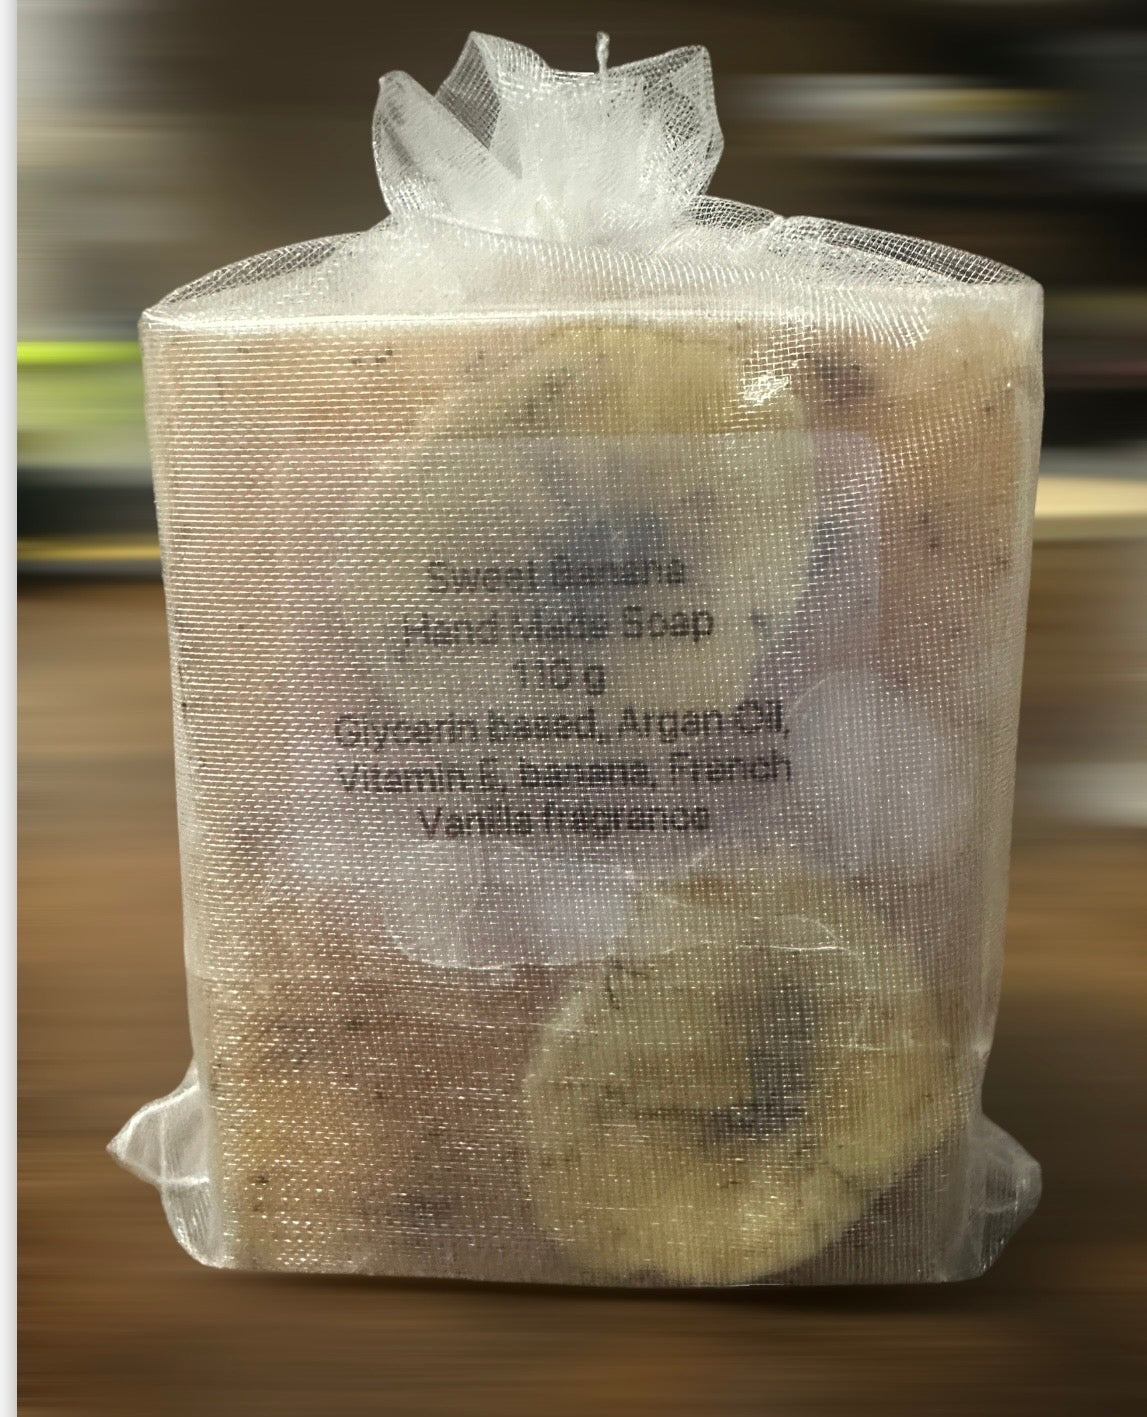 Sweet Banana
Hand Made Soap
110 g
Glycerin based, Argan Oil,
Vitamin E, banana, French
Vanilla fragrance